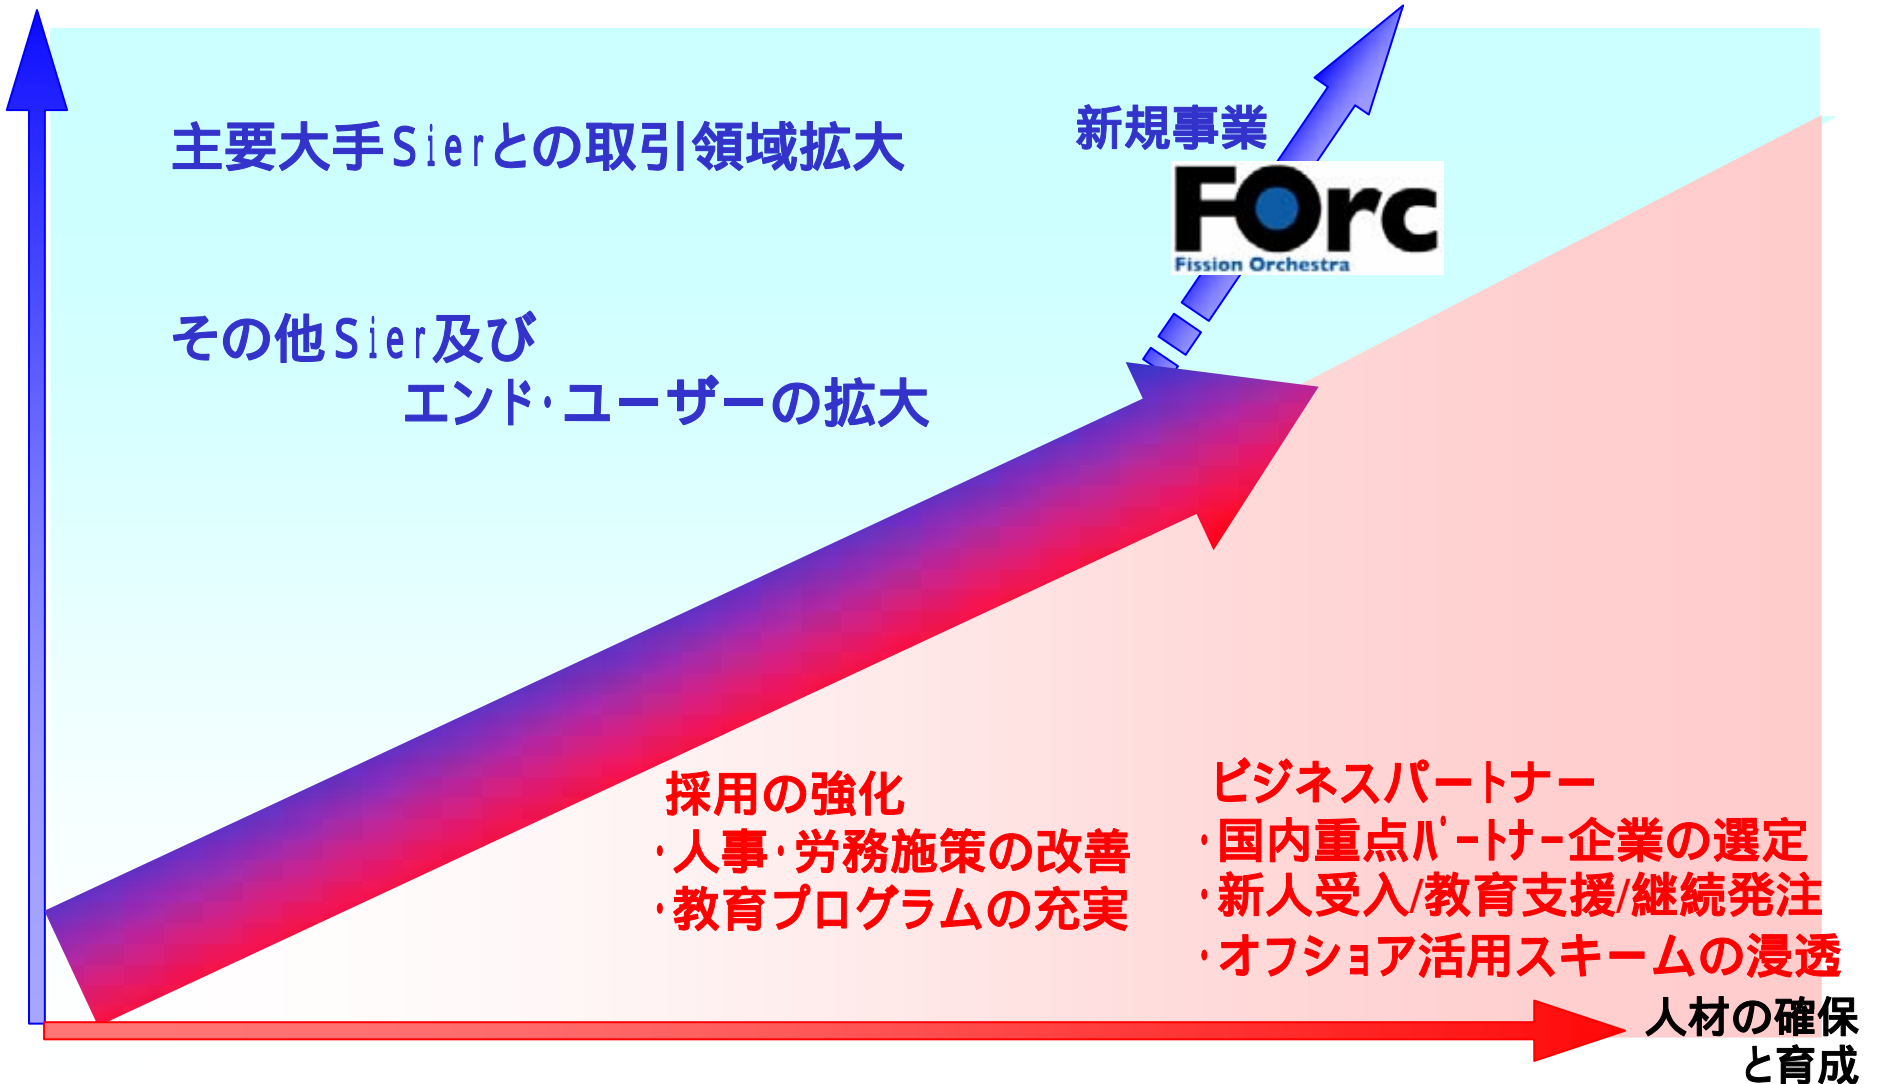 主要大手Sierとの取引領域拡大
新規事業
FOrc
Fission Orchestra
その他Sier及び
エンド･ユーザーの拡大
採用の強化
･人事･労務施策の改善
･教育プログラムの充実
ビジネスパートナー
･国内重点ﾊﾟｰﾄﾅｰ企業の選定
･新人受入/教育支援/継続発注
･オフショア活用スキームの浸透
人材の確保
と育成